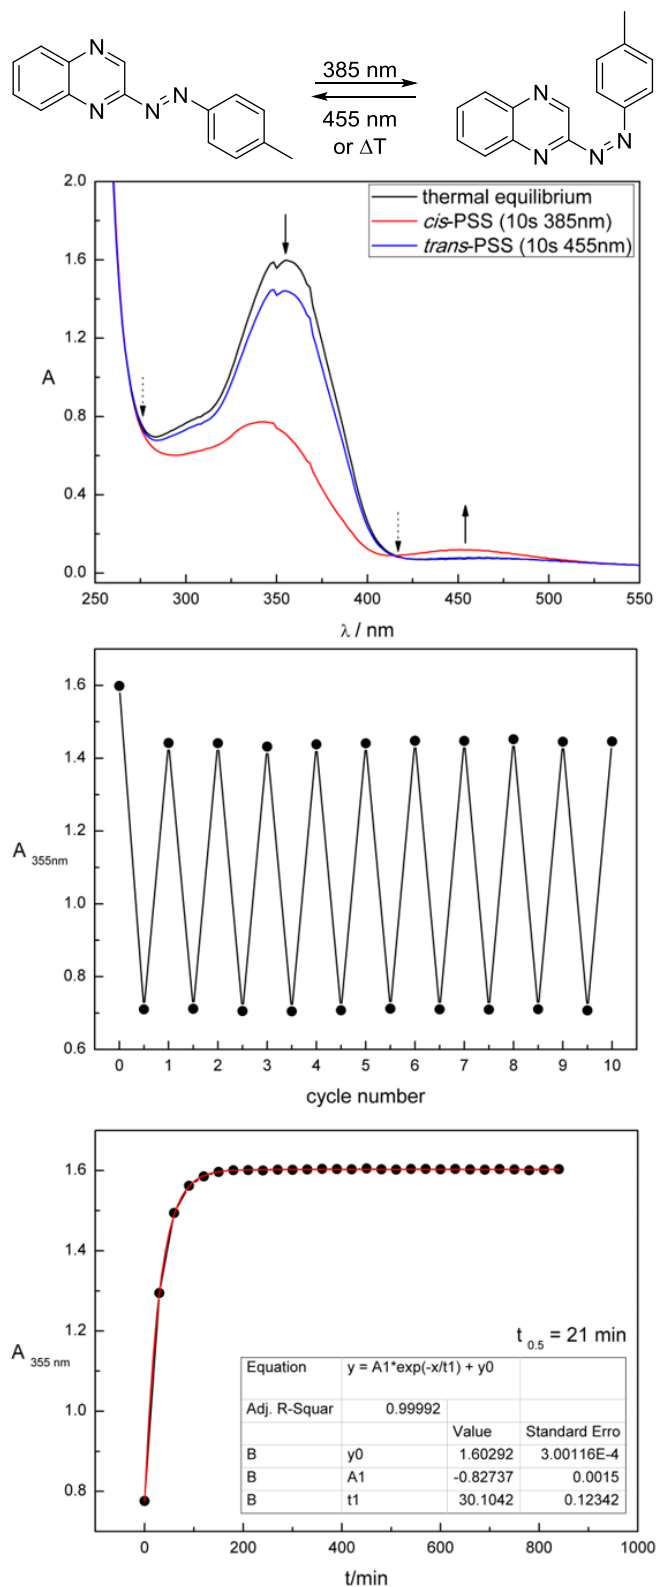 385 nm
455 nm
or ΔT
N
N
N
N
N
N
N
N
2.0
1.6
1.2
0.8
0.4
0.0
A
thermal equilibrium
cis-PSS (10s 385nm)
trans-PSS (10s 455nm)
250 300 350 400 450 500 550
λ / nm
1.6
1.4
1.2
1.0
0.8
0.6
A 355nm
0 1 2 3 4 5 6 7 8 9 10
cycle number
1.6
1.4
1.2
1.0
0.8
A 355 nm
t 0.5 = 21 min
Equation y = A1*exp(-x/t1) + y0
Adj. R-Squar 0.99992
Value Standard Erro
B y0 1.60292 3.00116E-4
B A1 -0.82737 0.0015
B t1 30.1042 0.12342
0 200 400 600 800 1000
t/min